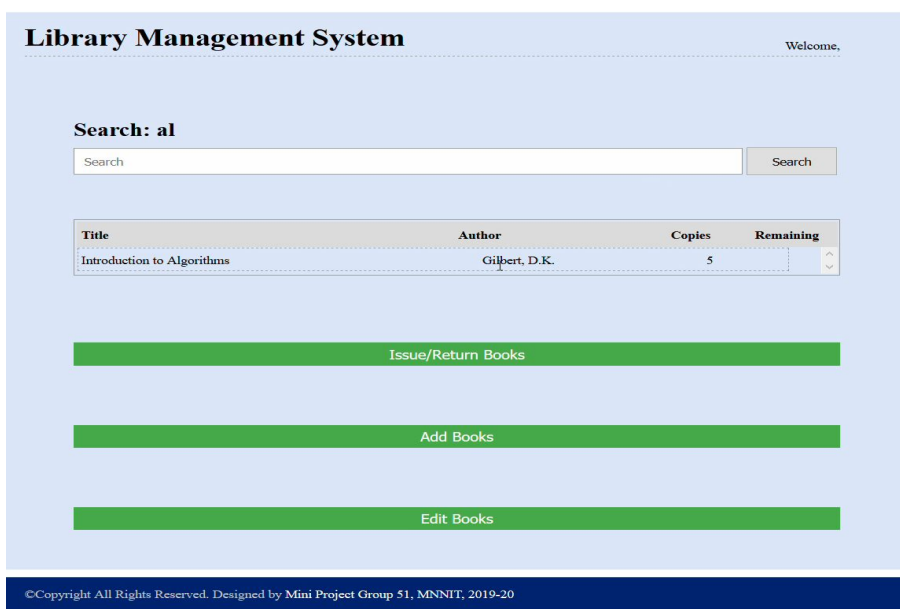 Library Management System
Welcome,
Search: al
Search Search
Title Author Copies Remaining
Introduction to Algorithms Gilbert, D.K. 5
Issue/Return Books
Add Books
Edit Books
©Copyright All Rights Reserved. Designed by Mini Project Group 51, MNNIT, 2019-20